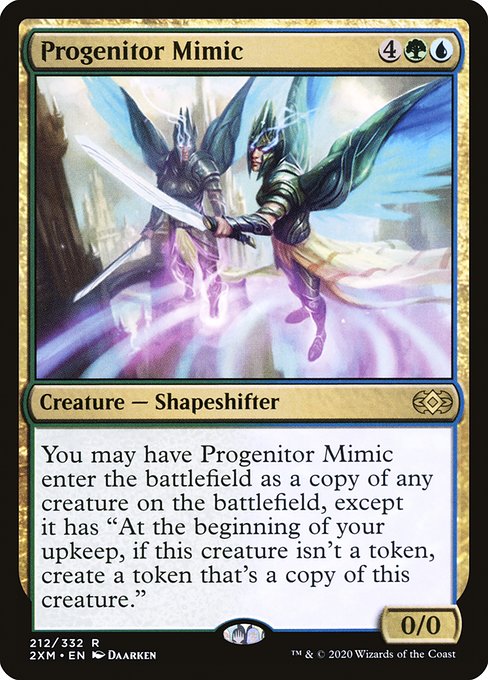 Progenitor Mimic 4
Creature — Shapeshifter
You may have Progenitor Mimic
enter the battlefield as a copy of any
creature on the battlefield, except
it has “At the beginning of your
upkeep, if this creature isn’t a token,
create a token that’s a copy of this
creature.”
0/0
212/332 R
2XM • EN Daarken
™ & © 2020 Wizards of the Coast